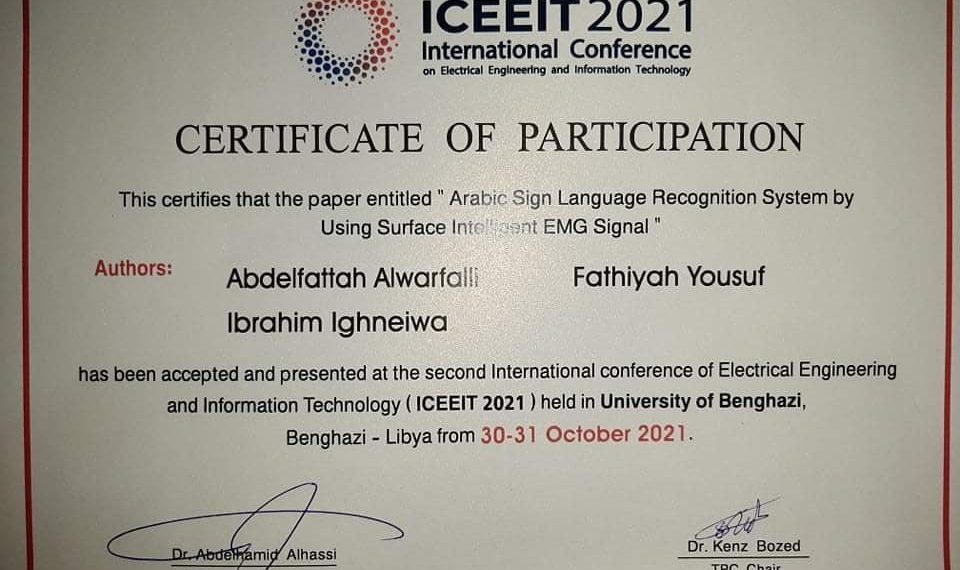 ICEEIT 2021
International Conference
on Electrical Engineering and Information Technology
CERTIFICATE OF PARTICIPATION
This certifies that the paper entitled " Arabic Sign Language Recognition System by
Using Surface Intelligent EMG Signal "
Authors: Abdelfattah Alwarfalli Fathiyah Yousuf
Ibrahim Ighneiwa
has been accepted and presented at the second International conference of Electrical Engineering
and Information Technology ( ICEEIT 2021 ) held in University of Benghazi,
Benghazi - Libya from 30-31 October 2021.
Dr. Abdelhamid Alhassi Dr. Kenz Bozed
TPC Chair